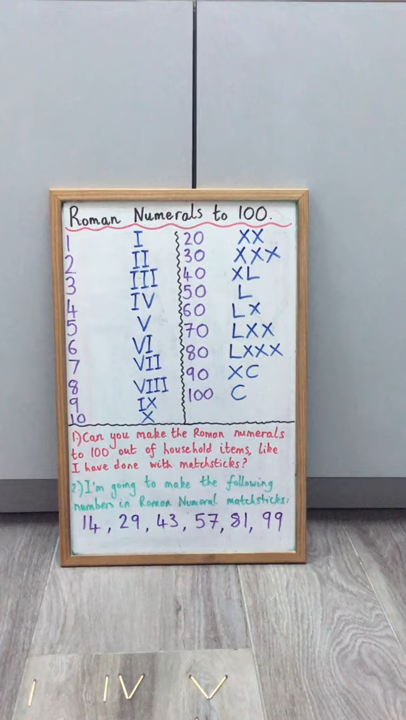 Roman Numerals to 100.
1 I
2 II
3 III
4 IV
5 V
6 VI
7 VII
8 VIII
9 IX
10 X
20 XX
30 XXX
40 XL
50 L
60 LX
70 LXX
80 LXXX
90 XC
100 C
1) Can you make the Roman numerals
to 100 out of household items, like
I have done with matchsticks?
2) I'm going to make the following
numbers in Roman Numeral matchsticks:
14, 29, 43, 57, 81, 99
I IV V